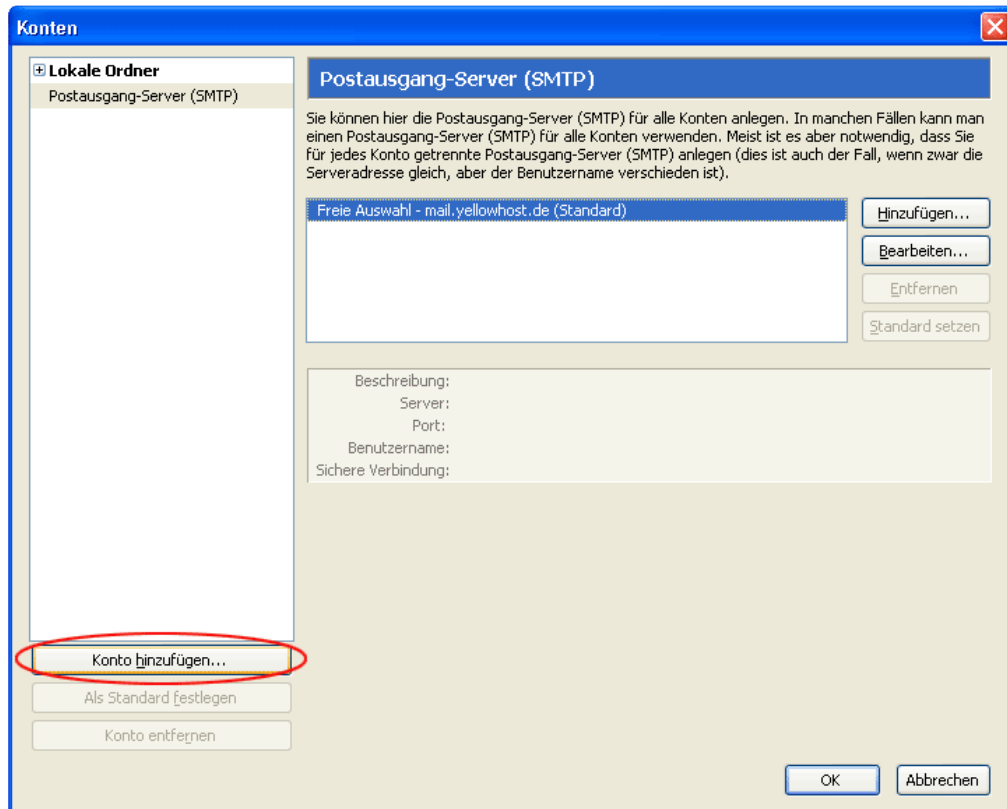 Konten
Lokale Ordner
Postausgang-Server (SMTP)
Konto hinzufügen...
Als Standard festlegen
Konto entfernen
Postausgang-Server (SMTP)
Sie können hier die Postausgang-Server (SMTP) für alle Konten anlegen. In manchen Fällen kann man
einen Postausgang-Server (SMTP) für alle Konten verwenden. Meist ist es aber notwendig, dass Sie
für jedes Konto getrennte Postausgang-Server (SMTP) anlegen (dies ist auch der Fall, wenn zwar die
Serveradresse gleich, aber der Benutzername verschieden ist).
Freie Auswahl - mail.yellowhost.de (Standard)
Hinzufügen...
Bearbeiten...
Entfernen
Standard setzen
Beschreibung:
Server:
Port:
Benutzername:
Sichere Verbindung:
OK
Abbrechen